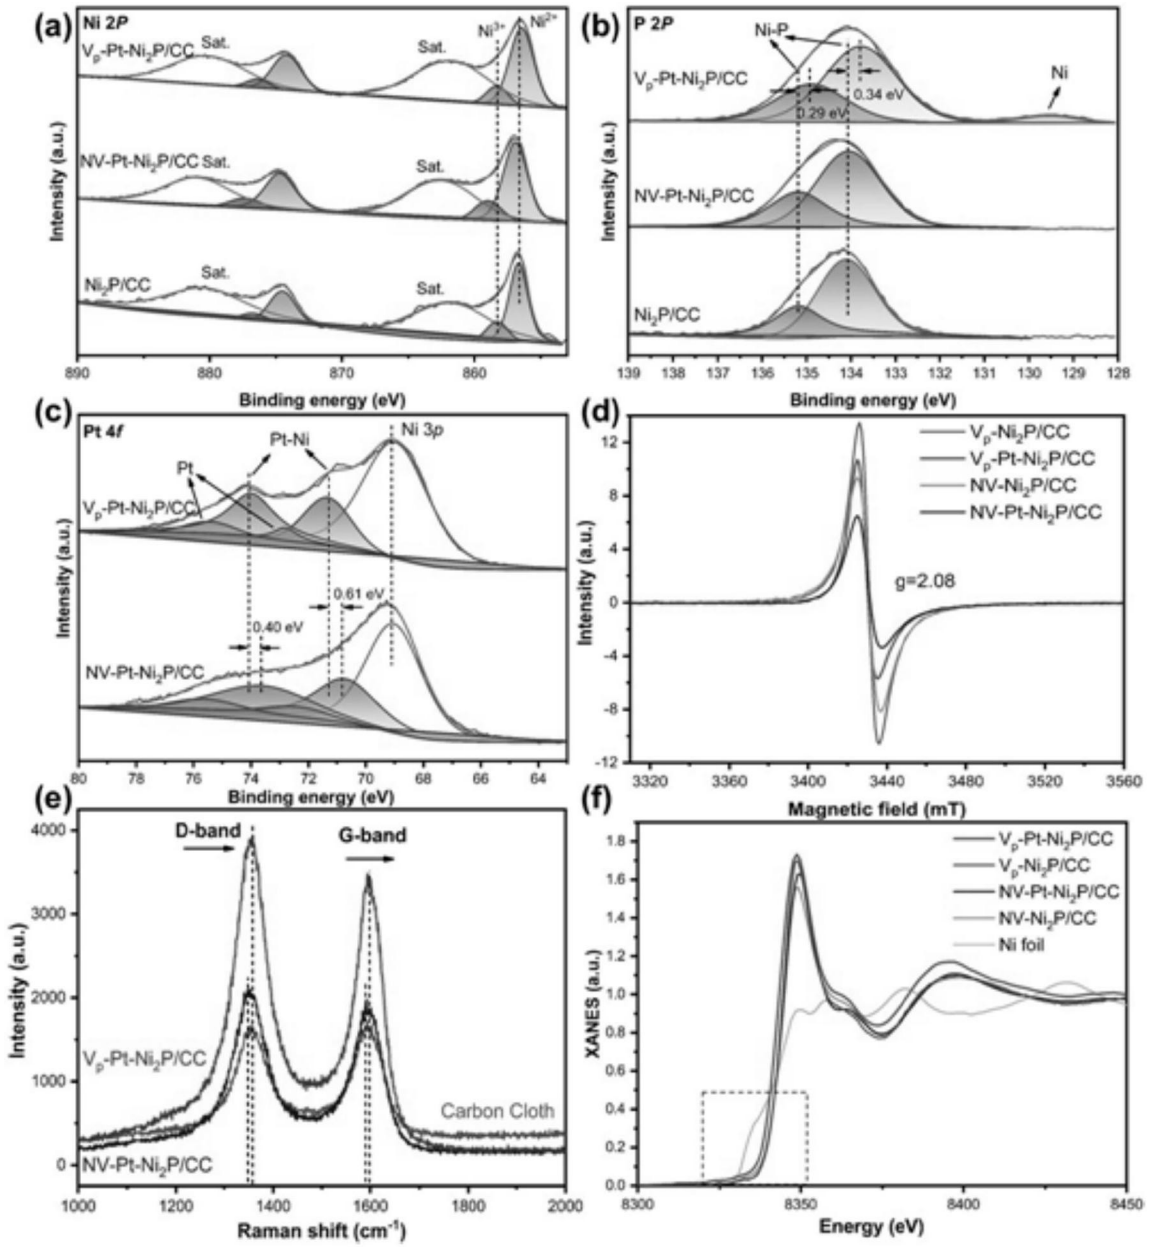 (a) Ni 2P
Ni³⁺ Ni²⁺
Vₚ-Pt-Ni₂P/CC Sat. Sat.
NV-Pt-Ni₂P/CC Sat. Sat.
Ni₂P/CC Sat. Sat.
Intensity (a.u.)
890 880 870 860
Binding energy (eV)
(b) P 2P
Ni-P
Vₚ-Pt-Ni₂P/CC
Ni
0.34 eV
0.29 eV
NV-Pt-Ni₂P/CC
Ni₂P/CC
Intensity (a.u.)
139 138 137 136 135 134 133 132 131 130 129 128
Binding energy (eV)
(c) Pt 4f
Pt-Ni
Ni 3p
Pt
Vₚ-Pt-Ni₂P/CC
0.61 eV
0.40 eV
NV-Pt-Ni₂P/CC
Intensity (a.u.)
80 78 76 74 72 70 68 66 64
Binding energy (eV)
(d)
Vₚ-Ni₂P/CC
Vₚ-Pt-Ni₂P/CC
NV-Ni₂P/CC
NV-Pt-Ni₂P/CC
g=2.08
12
8
4
0
-4
-8
-12
Intensity (a.u.)
3320 3360 3400 3440 3480 3520 3560
Magnetic field (mT)
(e)
D-band
G-band
4000
3000
2000
1000
0
Vₚ-Pt-Ni₂P/CC
Carbon Cloth
NV-Pt-Ni₂P/CC
Intensity (a.u.)
1000 1200 1400 1600 1800 2000
Raman shift (cm⁻¹)
(f)
Vₚ-Pt-Ni₂P/CC
Vₚ-Ni₂P/CC
NV-Pt-Ni₂P/CC
NV-Ni₂P/CC
Ni foil
1.8
1.6
1.4
1.2
1.0
0.8
0.6
0.4
0.2
0.0
XANES (a.u.)
8300 8350 8400 8450
Energy (eV)